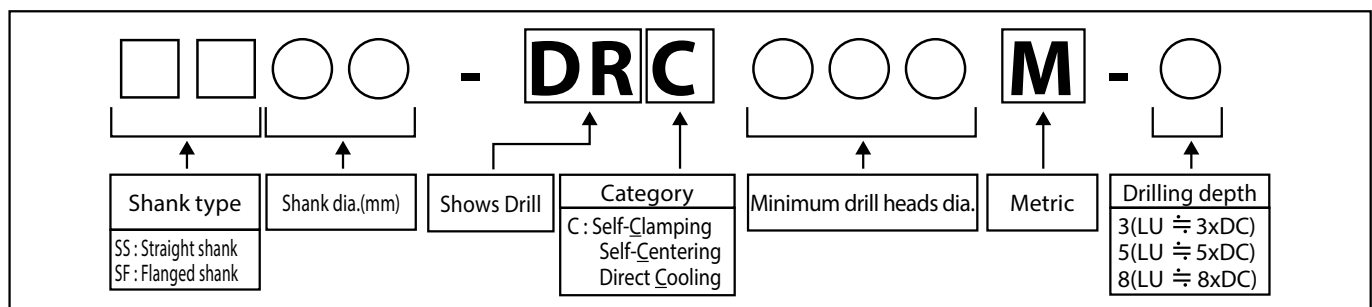 - DRC M -
Shank type
SS : Straight shank
SF : Flanged shank
Shank dia.(mm)
Shows Drill
Category
C : Self-Clamping
Self-Centering
Direct Cooling
Minimum drill heads dia.
Metric
Drilling depth
3(LU ≒ 3xDC)
5(LU ≒ 5xDC)
8(LU ≒ 8xDC)